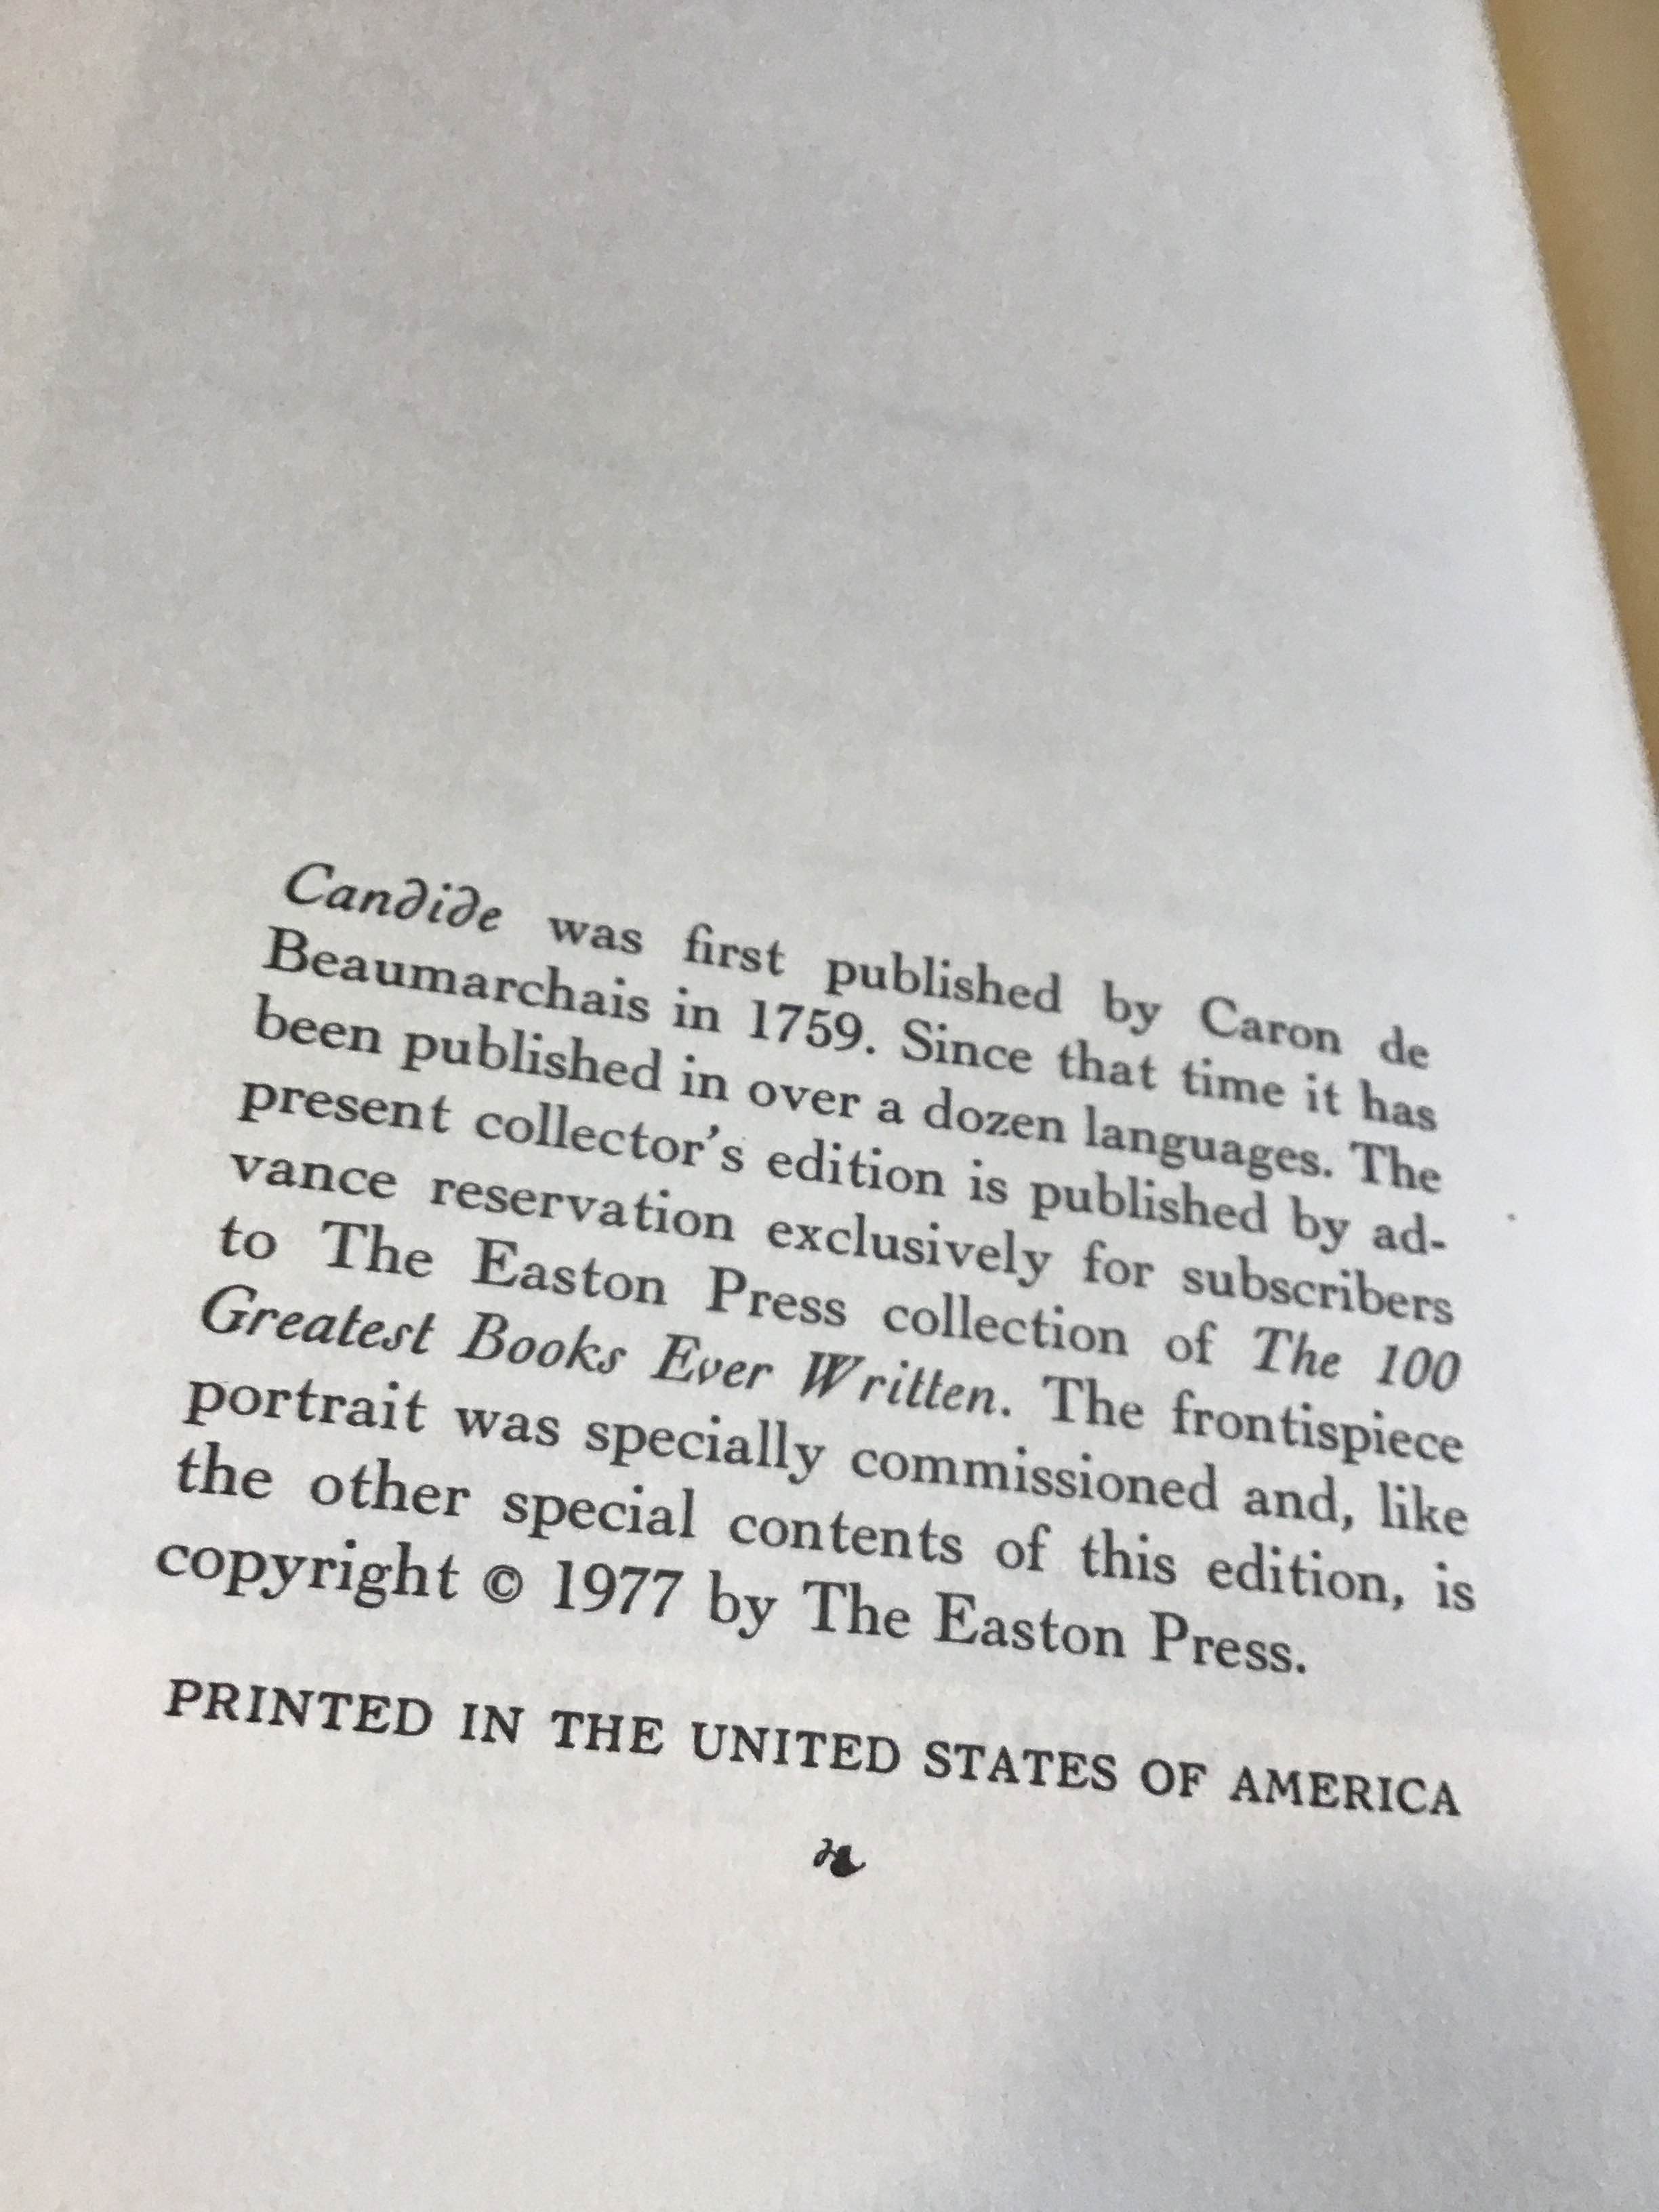 Candide was first published by Caron de
Beaumarchais in 1759. Since that time it has
been published in over a dozen languages. The
present collector's edition is published by ad-
vance reservation exclusively for subscribers
to The Easton Press collection of The 100
Greatest Books Ever Written. The frontispiece
portrait was specially commissioned and, like
the other special contents of this edition, is
copyright © 1977 by The Easton Press.
PRINTED IN THE UNITED STATES OF AMERICA